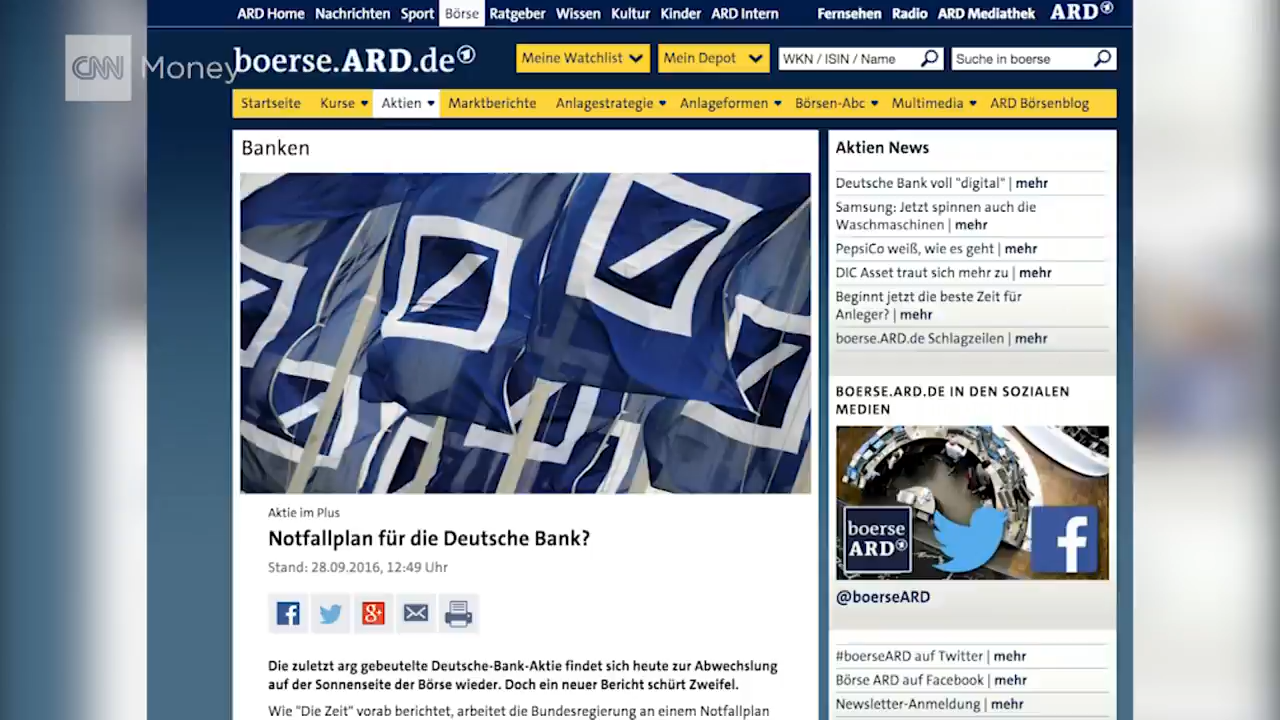 ARD Home Nachrichten Sport Börse Ratgeber Wissen Kultur Kinder ARD Intern Fernsehen Radio ARD Mediathek ARD
CNN Money
boerse.ARD.de
Meine Watchlist Mein Depot WKN / ISIN / Name Suche in boerse
Startseite Kurse Aktien Marktberichte Anlagestrategie Anlageformen Börsen-Abc Multimedia ARD Börsenblog
Banken
Aktie im Plus
Notfallplan für die Deutsche Bank?
Stand: 28.09.2016, 12:49 Uhr
Die zuletzt arg gebeutelte Deutsche-Bank-Aktie findet sich heute zur Abwechslung
auf der Sonnenseite der Börse wieder. Doch ein neuer Bericht schürt Zweifel.
Wie "Die Zeit" vorab berichtet, arbeitet die Bundesregierung an einem Notfallplan
Aktien News
Deutsche Bank voll "digital" | mehr
Samsung: Jetzt spinnen auch die
Waschmaschinen | mehr
PepsiCo weiß, wie es geht | mehr
DIC Asset traut sich mehr zu | mehr
Beginnt jetzt die beste Zeit für
Anleger? | mehr
boerse.ARD.de Schlagzeilen | mehr
BOERSE.ARD.DE IN DEN SOZIALEN
MEDIEN
boerse
ARD
@boerseARD
#boerseARD auf Twitter | mehr
Börse ARD auf Facebook | mehr
Newsletter-Anmeldung | mehr